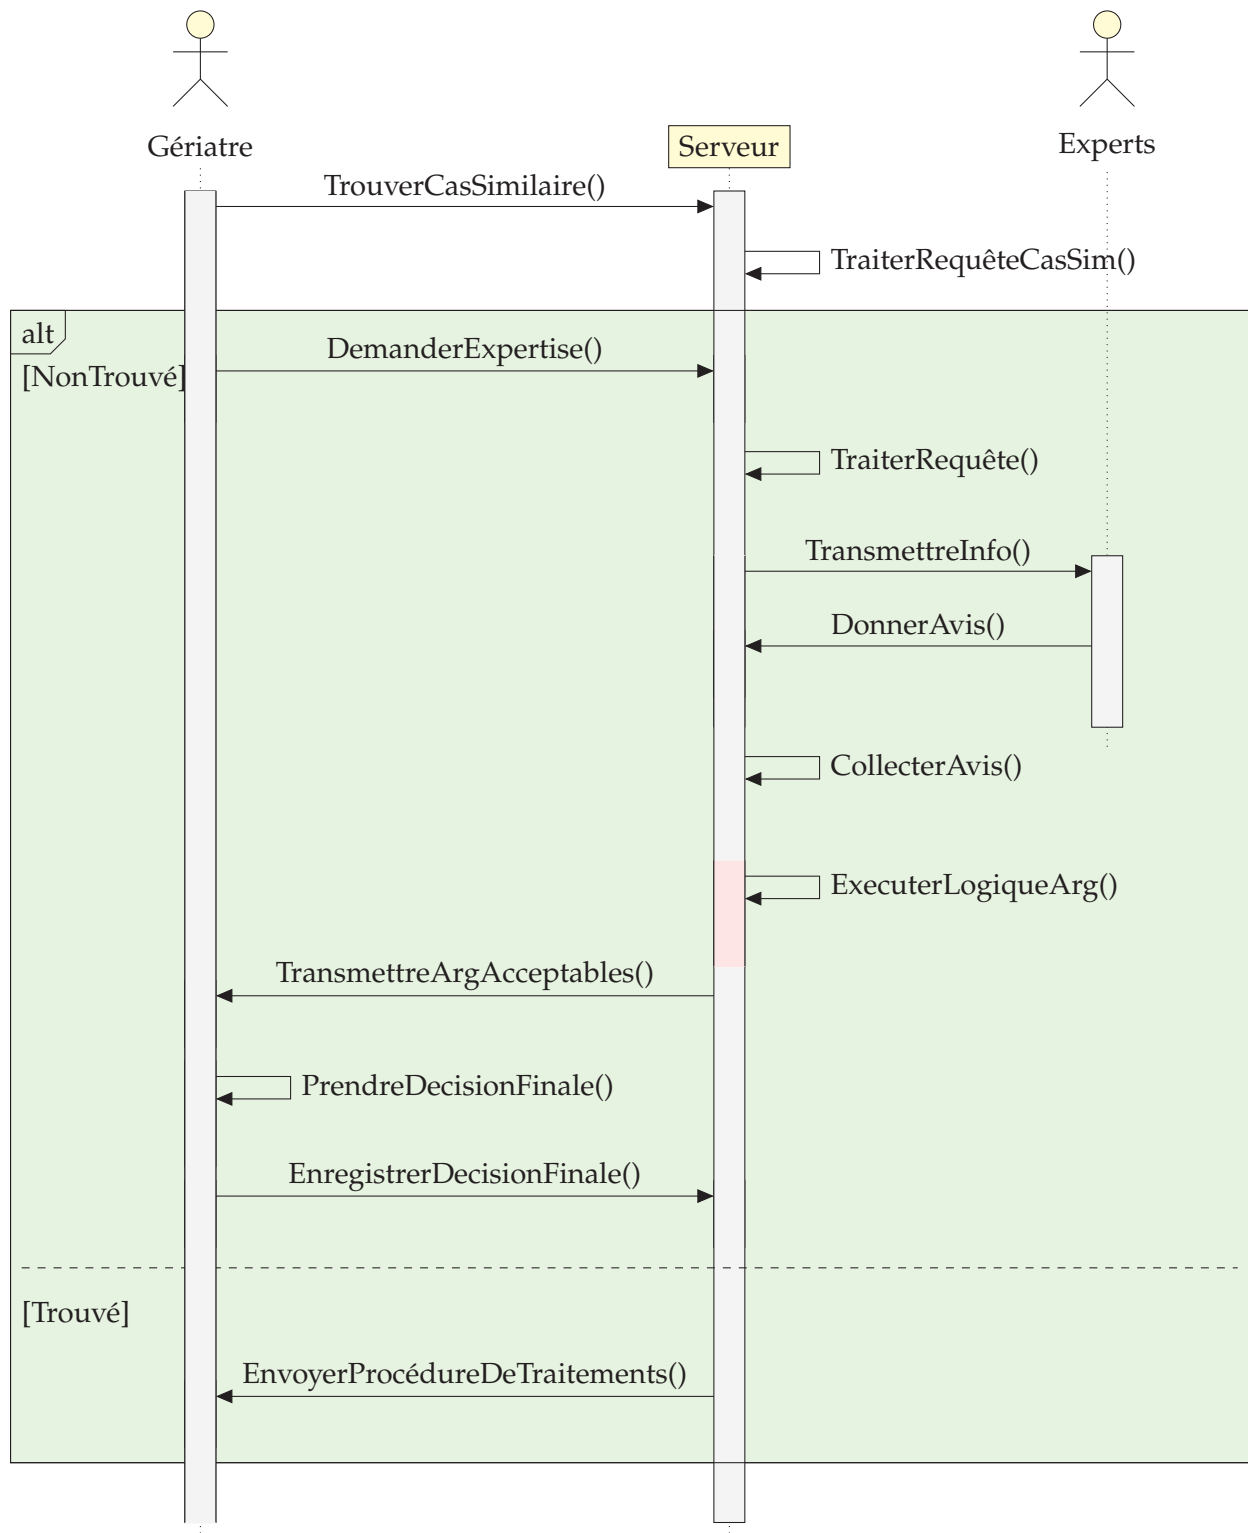 Gériatre
Serveur
Experts
TrouverCasSimilaire()
TraiterRequêteCasSim()
alt
[NonTrouvé]
DemanderExpertise()
TraiterRequête()
TransmettreInfo()
DonnerAvis()
CollecterAvis()
ExecuterLogiqueArg()
TransmettreArgAcceptables()
PrendreDecisionFinale()
EnregistrerDecisionFinale()
[Trouvé]
EnvoyerProcédureDeTraitements()